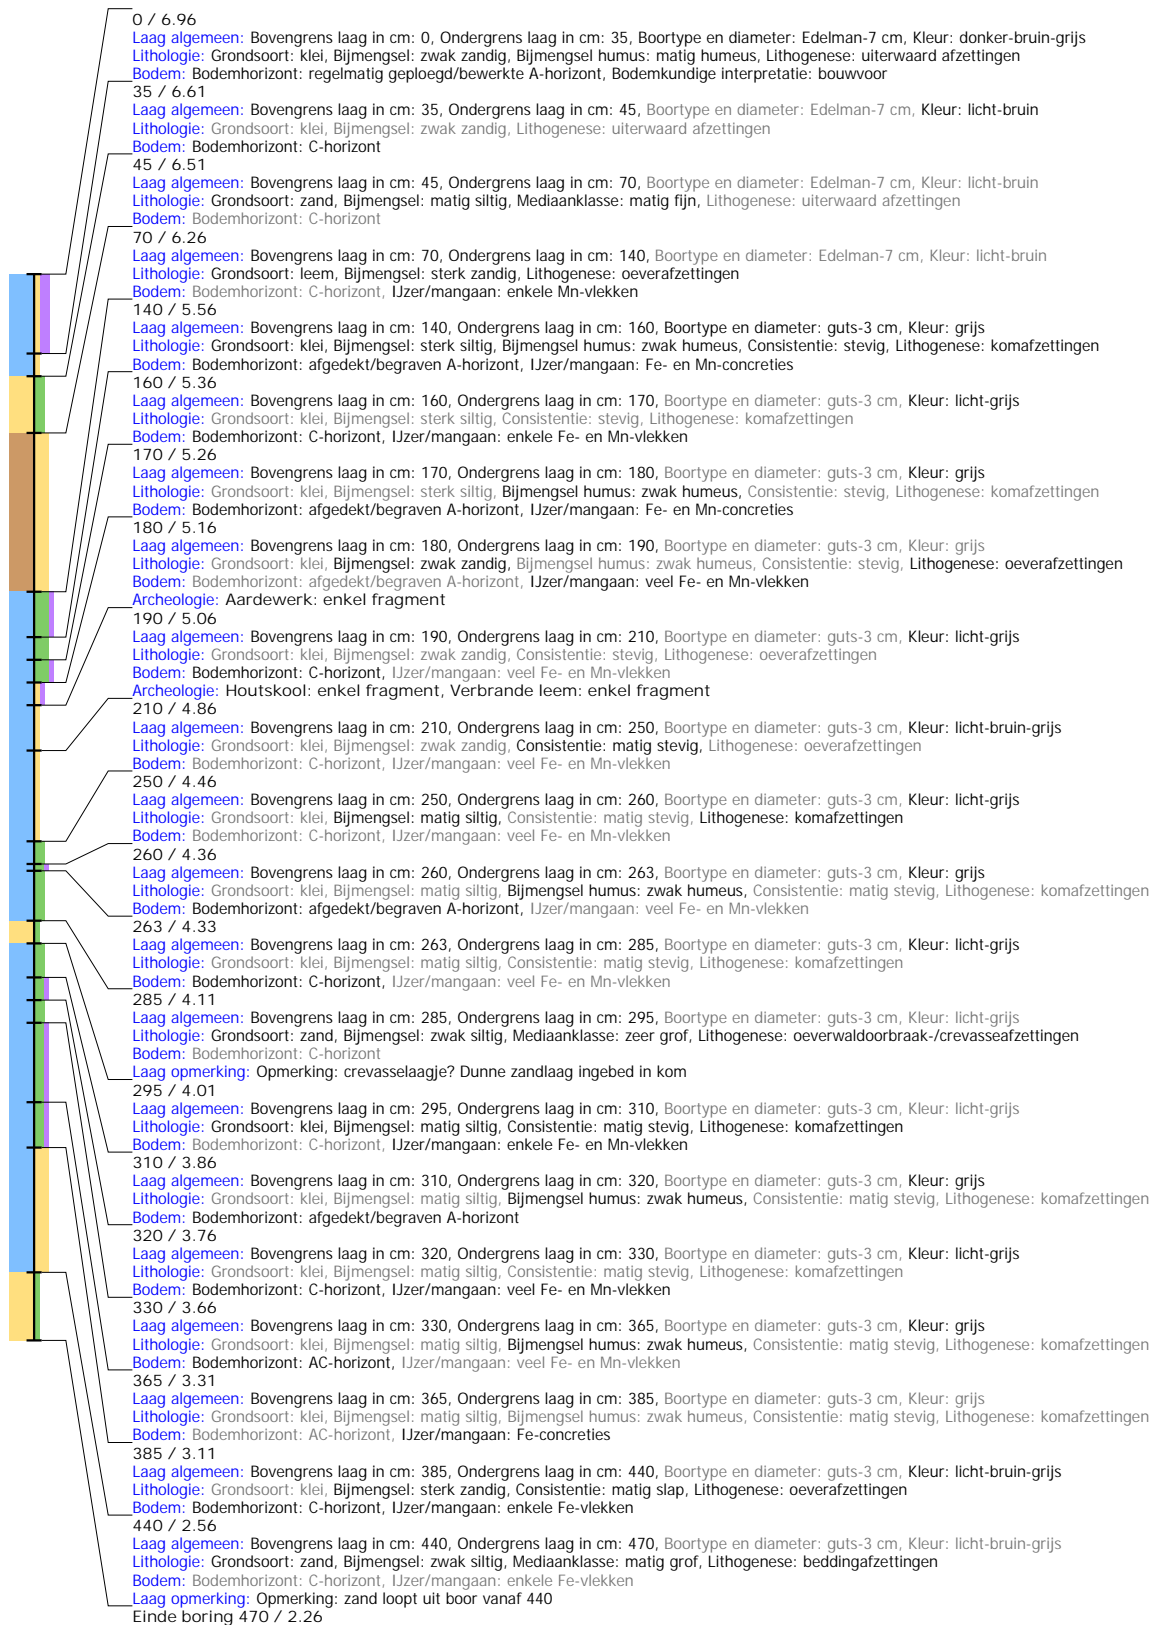 0 / 6.96
Laag algemeen: Bovengrens laag in cm: 0, Ondergrens laag in cm: 35, Boortype en diameter: Edelman-7 cm, Kleur: donker-bruin-grijs
Lithologie: Grondsoort: klei, Bijmengsel: zwak zandig, Bijmengsel humus: matig humeus, Lithogenese: uiterwaard afzettingen
Bodem: Bodemhorizont: regelmatig geploegd/bewerkte A-horizont, Bodemkundige interpretatie: bouwvoor
35 / 6.61
Laag algemeen: Bovengrens laag in cm: 35, Ondergrens laag in cm: 45, Boortype en diameter: Edelman-7 cm, Kleur: licht-bruin
Lithologie: Grondsoort: klei, Bijmengsel: zwak zandig, Lithogenese: uiterwaard afzettingen
Bodem: Bodemhorizont: C-horizont
45 / 6.51
Laag algemeen: Bovengrens laag in cm: 45, Ondergrens laag in cm: 70, Boortype en diameter: Edelman-7 cm, Kleur: licht-bruin
Lithologie: Grondsoort: zand, Bijmengsel: matig siltig, Mediaanklasse: matig fijn, Lithogenese: uiterwaard afzettingen
Bodem: Bodemhorizont: C-horizont
70 / 6.26
Laag algemeen: Bovengrens laag in cm: 70, Ondergrens laag in cm: 140, Boortype en diameter: Edelman-7 cm, Kleur: licht-bruin
Lithologie: Grondsoort: leem, Bijmengsel: sterk zandig, Lithogenese: oeverafzettingen
Bodem: Bodemhorizont: C-horizont, IJzer/mangaan: enkele Mn-vlekken
140 / 5.56
Laag algemeen: Bovengrens laag in cm: 140, Ondergrens laag in cm: 160, Boortype en diameter: guts-3 cm, Kleur: grijs
Lithologie: Grondsoort: klei, Bijmengsel: sterk siltig, Bijmengsel humus: zwak humeus, Consistentie: stevig, Lithogenese: komafzettingen
Bodem: Bodemhorizont: afgedekt/begraven A-horizont, IJzer/mangaan: Fe- en Mn-concreties
160 / 5.36
Laag algemeen: Bovengrens laag in cm: 160, Ondergrens laag in cm: 170, Boortype en diameter: guts-3 cm, Kleur: licht-grijs
Lithologie: Grondsoort: klei, Bijmengsel: sterk siltig, Consistentie: stevig, Lithogenese: komafzettingen
Bodem: Bodemhorizont: C-horizont, IJzer/mangaan: enkele Fe- en Mn-vlekken
170 / 5.26
Laag algemeen: Bovengrens laag in cm: 170, Ondergrens laag in cm: 180, Boortype en diameter: guts-3 cm, Kleur: grijs
Lithologie: Grondsoort: klei, Bijmengsel: sterk siltig, Bijmengsel humus: zwak humeus, Consistentie: stevig, Lithogenese: komafzettingen
Bodem: Bodemhorizont: afgedekt/begraven A-horizont, IJzer/mangaan: Fe- en Mn-concreties
180 / 5.16
Laag algemeen: Bovengrens laag in cm: 180, Ondergrens laag in cm: 190, Boortype en diameter: guts-3 cm, Kleur: grijs
Lithologie: Grondsoort: klei, Bijmengsel: zwak zandig, Bijmengsel humus: zwak humeus, Consistentie: stevig, Lithogenese: oeverafzettingen
Bodem: Bodemhorizont: afgedekt/begraven A-horizont, IJzer/mangaan: veel Fe- en Mn-vlekken
Archeologie: Aardewerk: enkel fragment
190 / 5.06
Laag algemeen: Bovengrens laag in cm: 190, Ondergrens laag in cm: 210, Boortype en diameter: guts-3 cm, Kleur: licht-grijs
Lithologie: Grondsoort: klei, Bijmengsel: zwak zandig, Consistentie: stevig, Lithogenese: oeverafzettingen
Bodem: Bodemhorizont: C-horizont, IJzer/mangaan: veel Fe- en Mn-vlekken
Archeologie: Houtskool: enkel fragment, Verbrande leem: enkel fragment
210 / 4.86
Laag algemeen: Bovengrens laag in cm: 210, Ondergrens laag in cm: 250, Boortype en diameter: guts-3 cm, Kleur: licht-bruin-grijs
Lithologie: Grondsoort: klei, Bijmengsel: zwak zandig, Consistentie: matig stevig, Lithogenese: oeverafzettingen
Bodem: Bodemhorizont: C-horizont, IJzer/mangaan: veel Fe- en Mn-vlekken
250 / 4.46
Laag algemeen: Bovengrens laag in cm: 250, Ondergrens laag in cm: 260, Boortype en diameter: guts-3 cm, Kleur: licht-grijs
Lithologie: Grondsoort: klei, Bijmengsel: matig siltig, Consistentie: matig stevig, Lithogenese: komafzettingen
Bodem: Bodemhorizont: C-horizont, IJzer/mangaan: veel Fe- en Mn-vlekken
260 / 4.36
Laag algemeen: Bovengrens laag in cm: 260, Ondergrens laag in cm: 263, Boortype en diameter: guts-3 cm, Kleur: grijs
Lithologie: Grondsoort: klei, Bijmengsel: matig siltig, Bijmengsel humus: zwak humeus, Consistentie: matig stevig, Lithogenese: komafzettingen
Bodem: Bodemhorizont: afgedekt/begraven A-horizont, IJzer/mangaan: veel Fe- en Mn-vlekken
263 / 4.33
Laag algemeen: Bovengrens laag in cm: 263, Ondergrens laag in cm: 285, Boortype en diameter: guts-3 cm, Kleur: licht-grijs
Lithologie: Grondsoort: klei, Bijmengsel: matig siltig, Consistentie: matig stevig, Lithogenese: komafzettingen
Bodem: Bodemhorizont: C-horizont, IJzer/mangaan: veel Fe- en Mn-vlekken
285 / 4.11
Laag algemeen: Bovengrens laag in cm: 285, Ondergrens laag in cm: 295, Boortype en diameter: guts-3 cm, Kleur: licht-grijs
Lithologie: Grondsoort: zand, Bijmengsel: zwak siltig, Mediaanklasse: zeer grof, Lithogenese: oeverwaldoorbraak-/crevasseafzettingen
Bodem: Bodemhorizont: C-horizont
Laag opmerking: Opmerking: crevasselaagje? Dunne zandlaag ingebed in kom
295 / 4.01
Laag algemeen: Bovengrens laag in cm: 295, Ondergrens laag in cm: 310, Boortype en diameter: guts-3 cm, Kleur: licht-grijs
Lithologie: Grondsoort: klei, Bijmengsel: matig siltig, Consistentie: matig stevig, Lithogenese: komafzettingen
Bodem: Bodemhorizont: C-horizont, IJzer/mangaan: enkele Fe- en Mn-vlekken
310 / 3.86
Laag algemeen: Bovengrens laag in cm: 310, Ondergrens laag in cm: 320, Boortype en diameter: guts-3 cm, Kleur: grijs
Lithologie: Grondsoort: klei, Bijmengsel: matig siltig, Bijmengsel humus: zwak humeus, Consistentie: matig stevig, Lithogenese: komafzettingen
Bodem: Bodemhorizont: afgedekt/begraven A-horizont
320 / 3.76
Laag algemeen: Bovengrens laag in cm: 320, Ondergrens laag in cm: 330, Boortype en diameter: guts-3 cm, Kleur: licht-grijs
Lithologie: Grondsoort: klei, Bijmengsel: matig siltig, Consistentie: matig stevig, Lithogenese: komafzettingen
Bodem: Bodemhorizont: C-horizont, IJzer/mangaan: veel Fe- en Mn-vlekken
330 / 3.66
Laag algemeen: Bovengrens laag in cm: 330, Ondergrens laag in cm: 365, Boortype en diameter: guts-3 cm, Kleur: grijs
Lithologie: Grondsoort: klei, Bijmengsel: matig siltig, Bijmengsel humus: zwak humeus, Consistentie: matig stevig, Lithogenese: komafzettingen
Bodem: Bodemhorizont: AC-horizont, IJzer/mangaan: veel Fe- en Mn-vlekken
365 / 3.31
Laag algemeen: Bovengrens laag in cm: 365, Ondergrens laag in cm: 385, Boortype en diameter: guts-3 cm, Kleur: grijs
Lithologie: Grondsoort: klei, Bijmengsel: matig siltig, Bijmengsel humus: zwak humeus, Consistentie: matig stevig, Lithogenese: komafzettingen
Bodem: Bodemhorizont: AC-horizont, IJzer/mangaan: Fe-concreties
385 / 3.11
Laag algemeen: Bovengrens laag in cm: 385, Ondergrens laag in cm: 440, Boortype en diameter: guts-3 cm, Kleur: licht-bruin-grijs
Lithologie: Grondsoort: klei, Bijmengsel: sterk zandig, Consistentie: matig slap, Lithogenese: oeverafzettingen
Bodem: Bodemhorizont: C-horizont, IJzer/mangaan: enkele Fe-vlekken
440 / 2.56
Laag algemeen: Bovengrens laag in cm: 440, Ondergrens laag in cm: 470, Boortype en diameter: guts-3 cm, Kleur: licht-bruin-grijs
Lithologie: Grondsoort: zand, Bijmengsel: zwak siltig, Mediaanklasse: matig grof, Lithogenese: beddingafzettingen
Bodem: Bodemhorizont: C-horizont, IJzer/mangaan: enkele Fe-vlekken
Laag opmerking: Opmerking: zand loopt uit boor vanaf 440
Einde boring 470 / 2.26